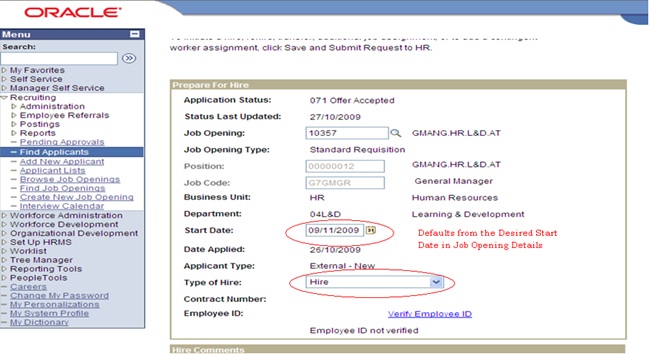 ORACLE
Menu
Search:
My Favorites
Self Service
Manager Self Service
Recruiting
Administration
Employee Referrals
Postings
Reports
Pending Approvals
Find Applicants
Add New Applicant
Applicant Lists
Browse Job Openings
Find Job Openings
Create New Job Opening
Interview Calendar
Workforce Administration
Workforce Development
Organizational Development
Set Up HRMS
Worklist
Tree Manager
Reporting Tools
PeopleTools
Careers
Change My Password
My Personalizations
My System Profile
My Dictionary
worker assignment, click Save and Submit Request to HR.
Prepare For Hire
Application Status: 071 Offer Accepted
Status Last Updated: 27/10/2009
Job Opening: 10357 GMANG.HR.L&D.AT
Job Opening Type: Standard Requisition
Position: 00000012 GMANG.HR.L&D.AT
Job Code: G7GMGR General Manager
Business Unit: HR Human Resources
Department: 04L&D Learning & Development
Start Date: 09/11/2009 Defaults from the Desired Start
Date in Job Opening Details
Date Applied: 26/10/2009
Applicant Type: External - New
Type of Hire: Hire
Contract Number:
Employee ID: Verify Employee ID
Employee ID not verified
Hire Comments